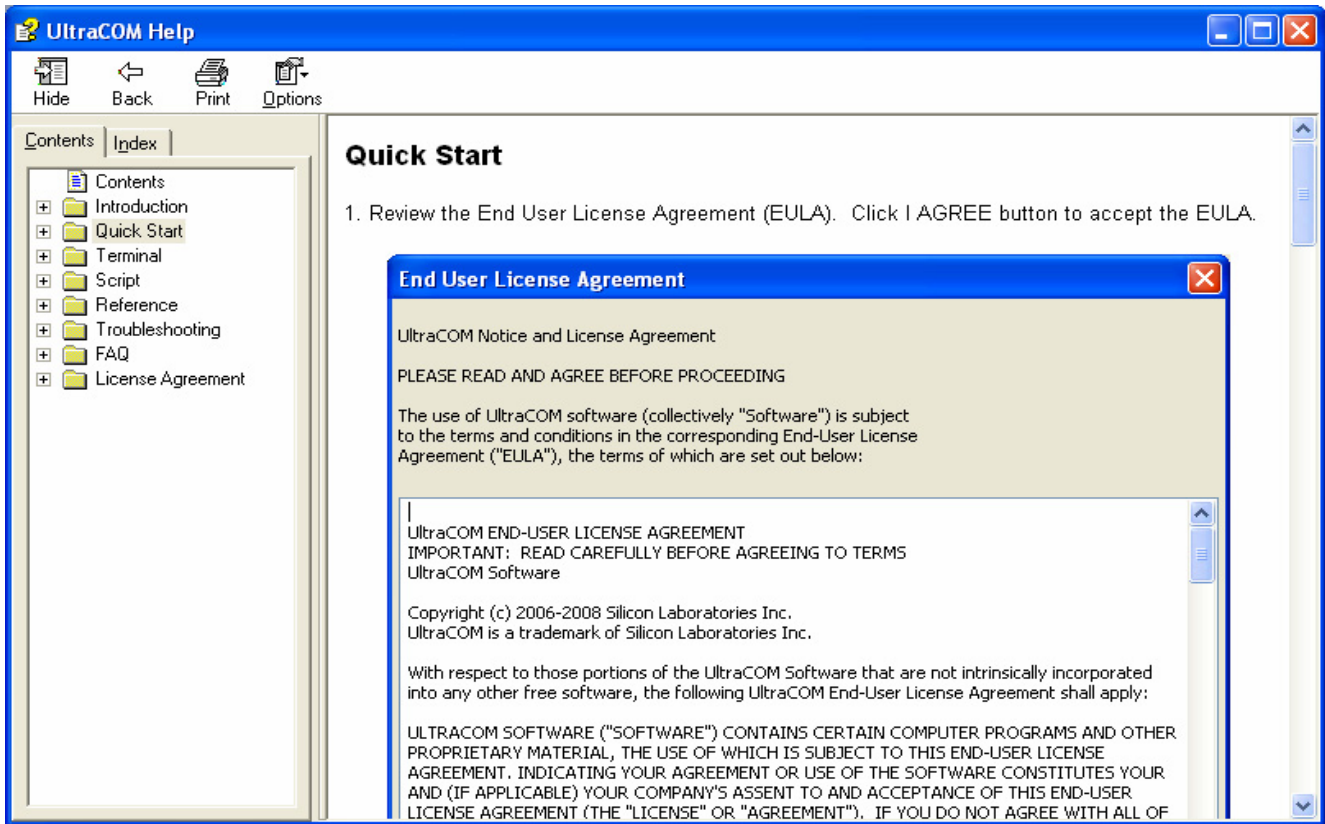 UltraCOM Help
Hide Back Print Options
Contents Index
Contents
Introduction
Quick Start
Terminal
Script
Reference
Troubleshooting
FAQ
License Agreement
Quick Start
1. Review the End User License Agreement (EULA).  Click I AGREE button to accept the EULA.
End User License Agreement
UltraCOM Notice and License Agreement
PLEASE READ AND AGREE BEFORE PROCEEDING
The use of UltraCOM software (collectively "Software") is subject
to the terms and conditions in the corresponding End-User License
Agreement ("EULA"), the terms of which are set out below:
UltraCOM END-USER LICENSE AGREEMENT
IMPORTANT:  READ CAREFULLY BEFORE AGREEING TO TERMS
UltraCOM Software
Copyright (c) 2006-2008 Silicon Laboratories Inc.
UltraCOM is a trademark of Silicon Laboratories Inc.
With respect to those portions of the UltraCOM Software that are not intrinsically incorporated
into any other free software, the following UltraCOM End-User License Agreement shall apply:
ULTRACOM SOFTWARE ("SOFTWARE") CONTAINS CERTAIN COMPUTER PROGRAMS AND OTHER
PROPRIETARY MATERIAL, THE USE OF WHICH IS SUBJECT TO THIS END-USER LICENSE
AGREEMENT. INDICATING YOUR AGREEMENT OR USE OF THE SOFTWARE CONSTITUTES YOUR
AND (IF APPLICABLE) YOUR COMPANY'S ASSENT TO AND ACCEPTANCE OF THIS END-USER
LICENSE AGREEMENT (THE "LICENSE" OR "AGREEMENT").  IF YOU DO NOT AGREE WITH ALL OF